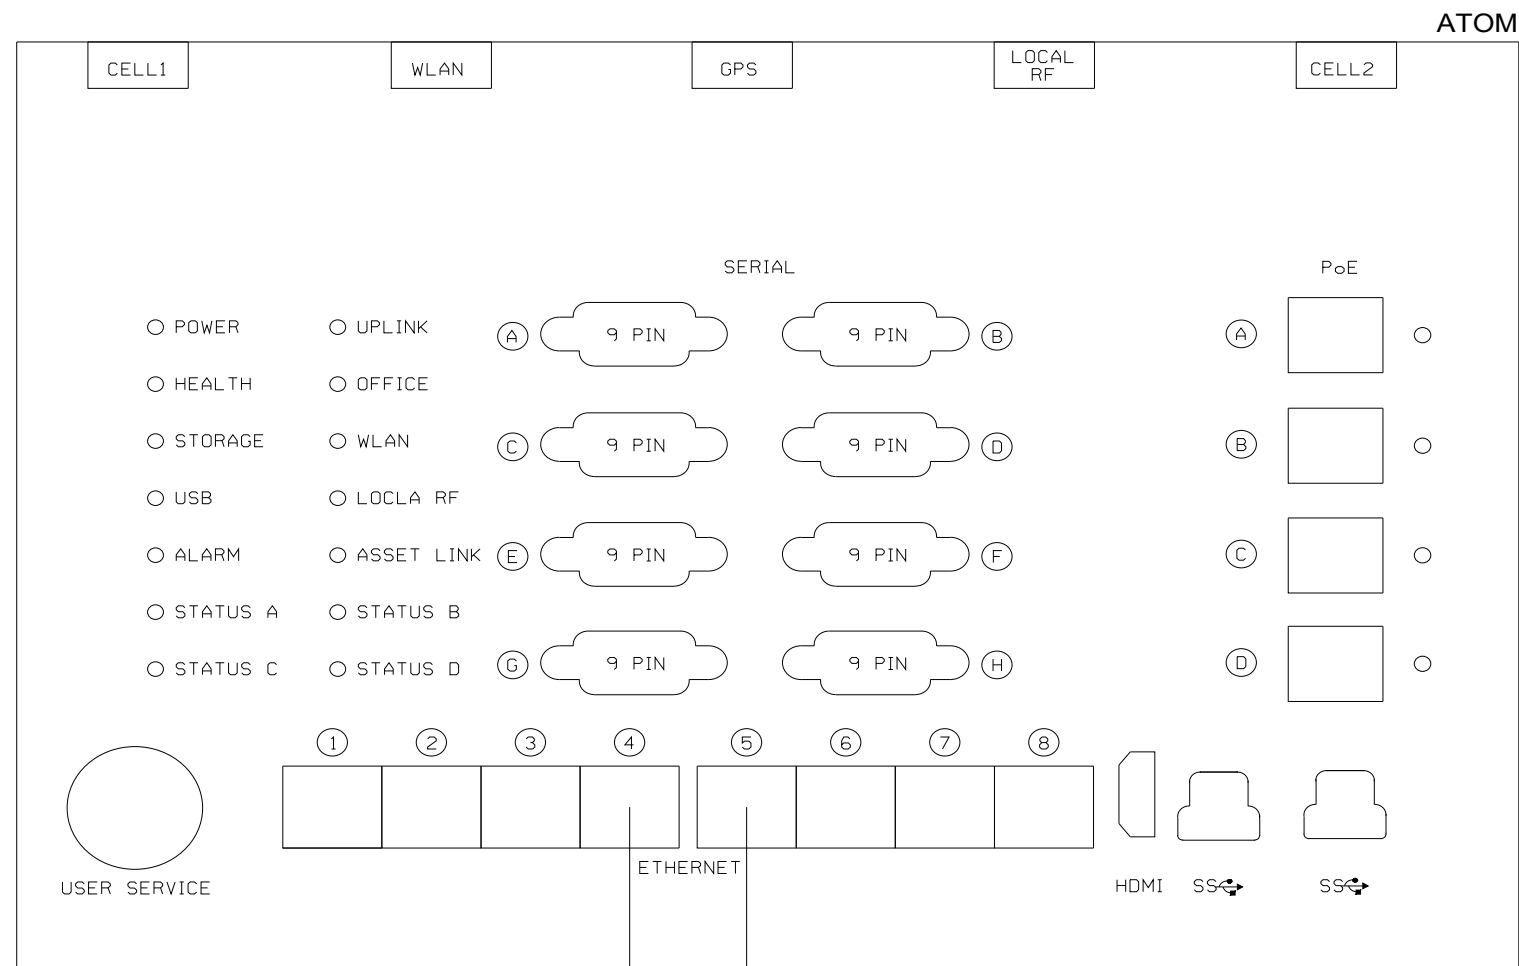 ATOM
CELL1
WLAN
GPS
LOCAL
RF
CELL2
SERIAL
PoE
POWER
UPLINK
A
9 PIN
9 PIN
B
A
HEALTH
OFFICE
STORAGE
WLAN
C
9 PIN
9 PIN
D
B
USB
LOCLA RF
ALARM
ASSET LINK
E
9 PIN
9 PIN
F
C
STATUS A
STATUS B
STATUS C
STATUS D
G
9 PIN
9 PIN
H
D
1
2
3
4
5
6
7
8
ETHERNET
USER SERVICE
HDMI
SS
SS